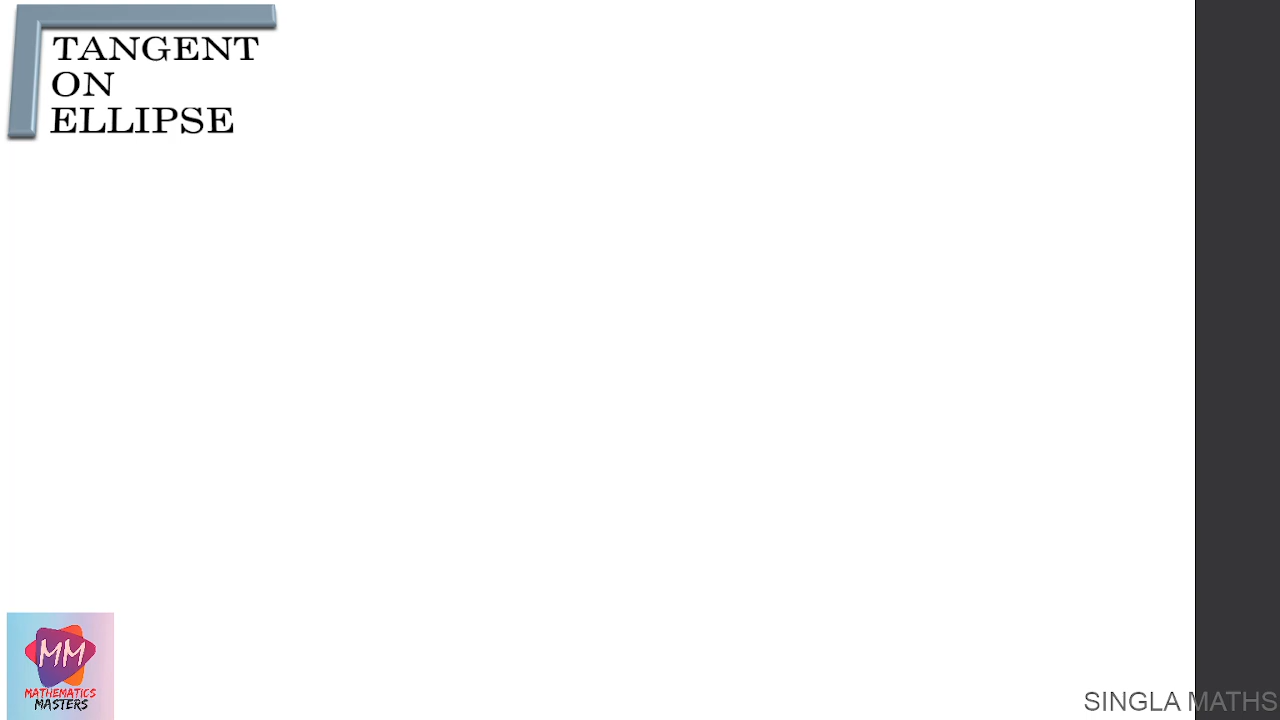 TANGENT
ON
ELLIPSE
MM
MATHEMATICS
MASTERS
SINGLA MATHS